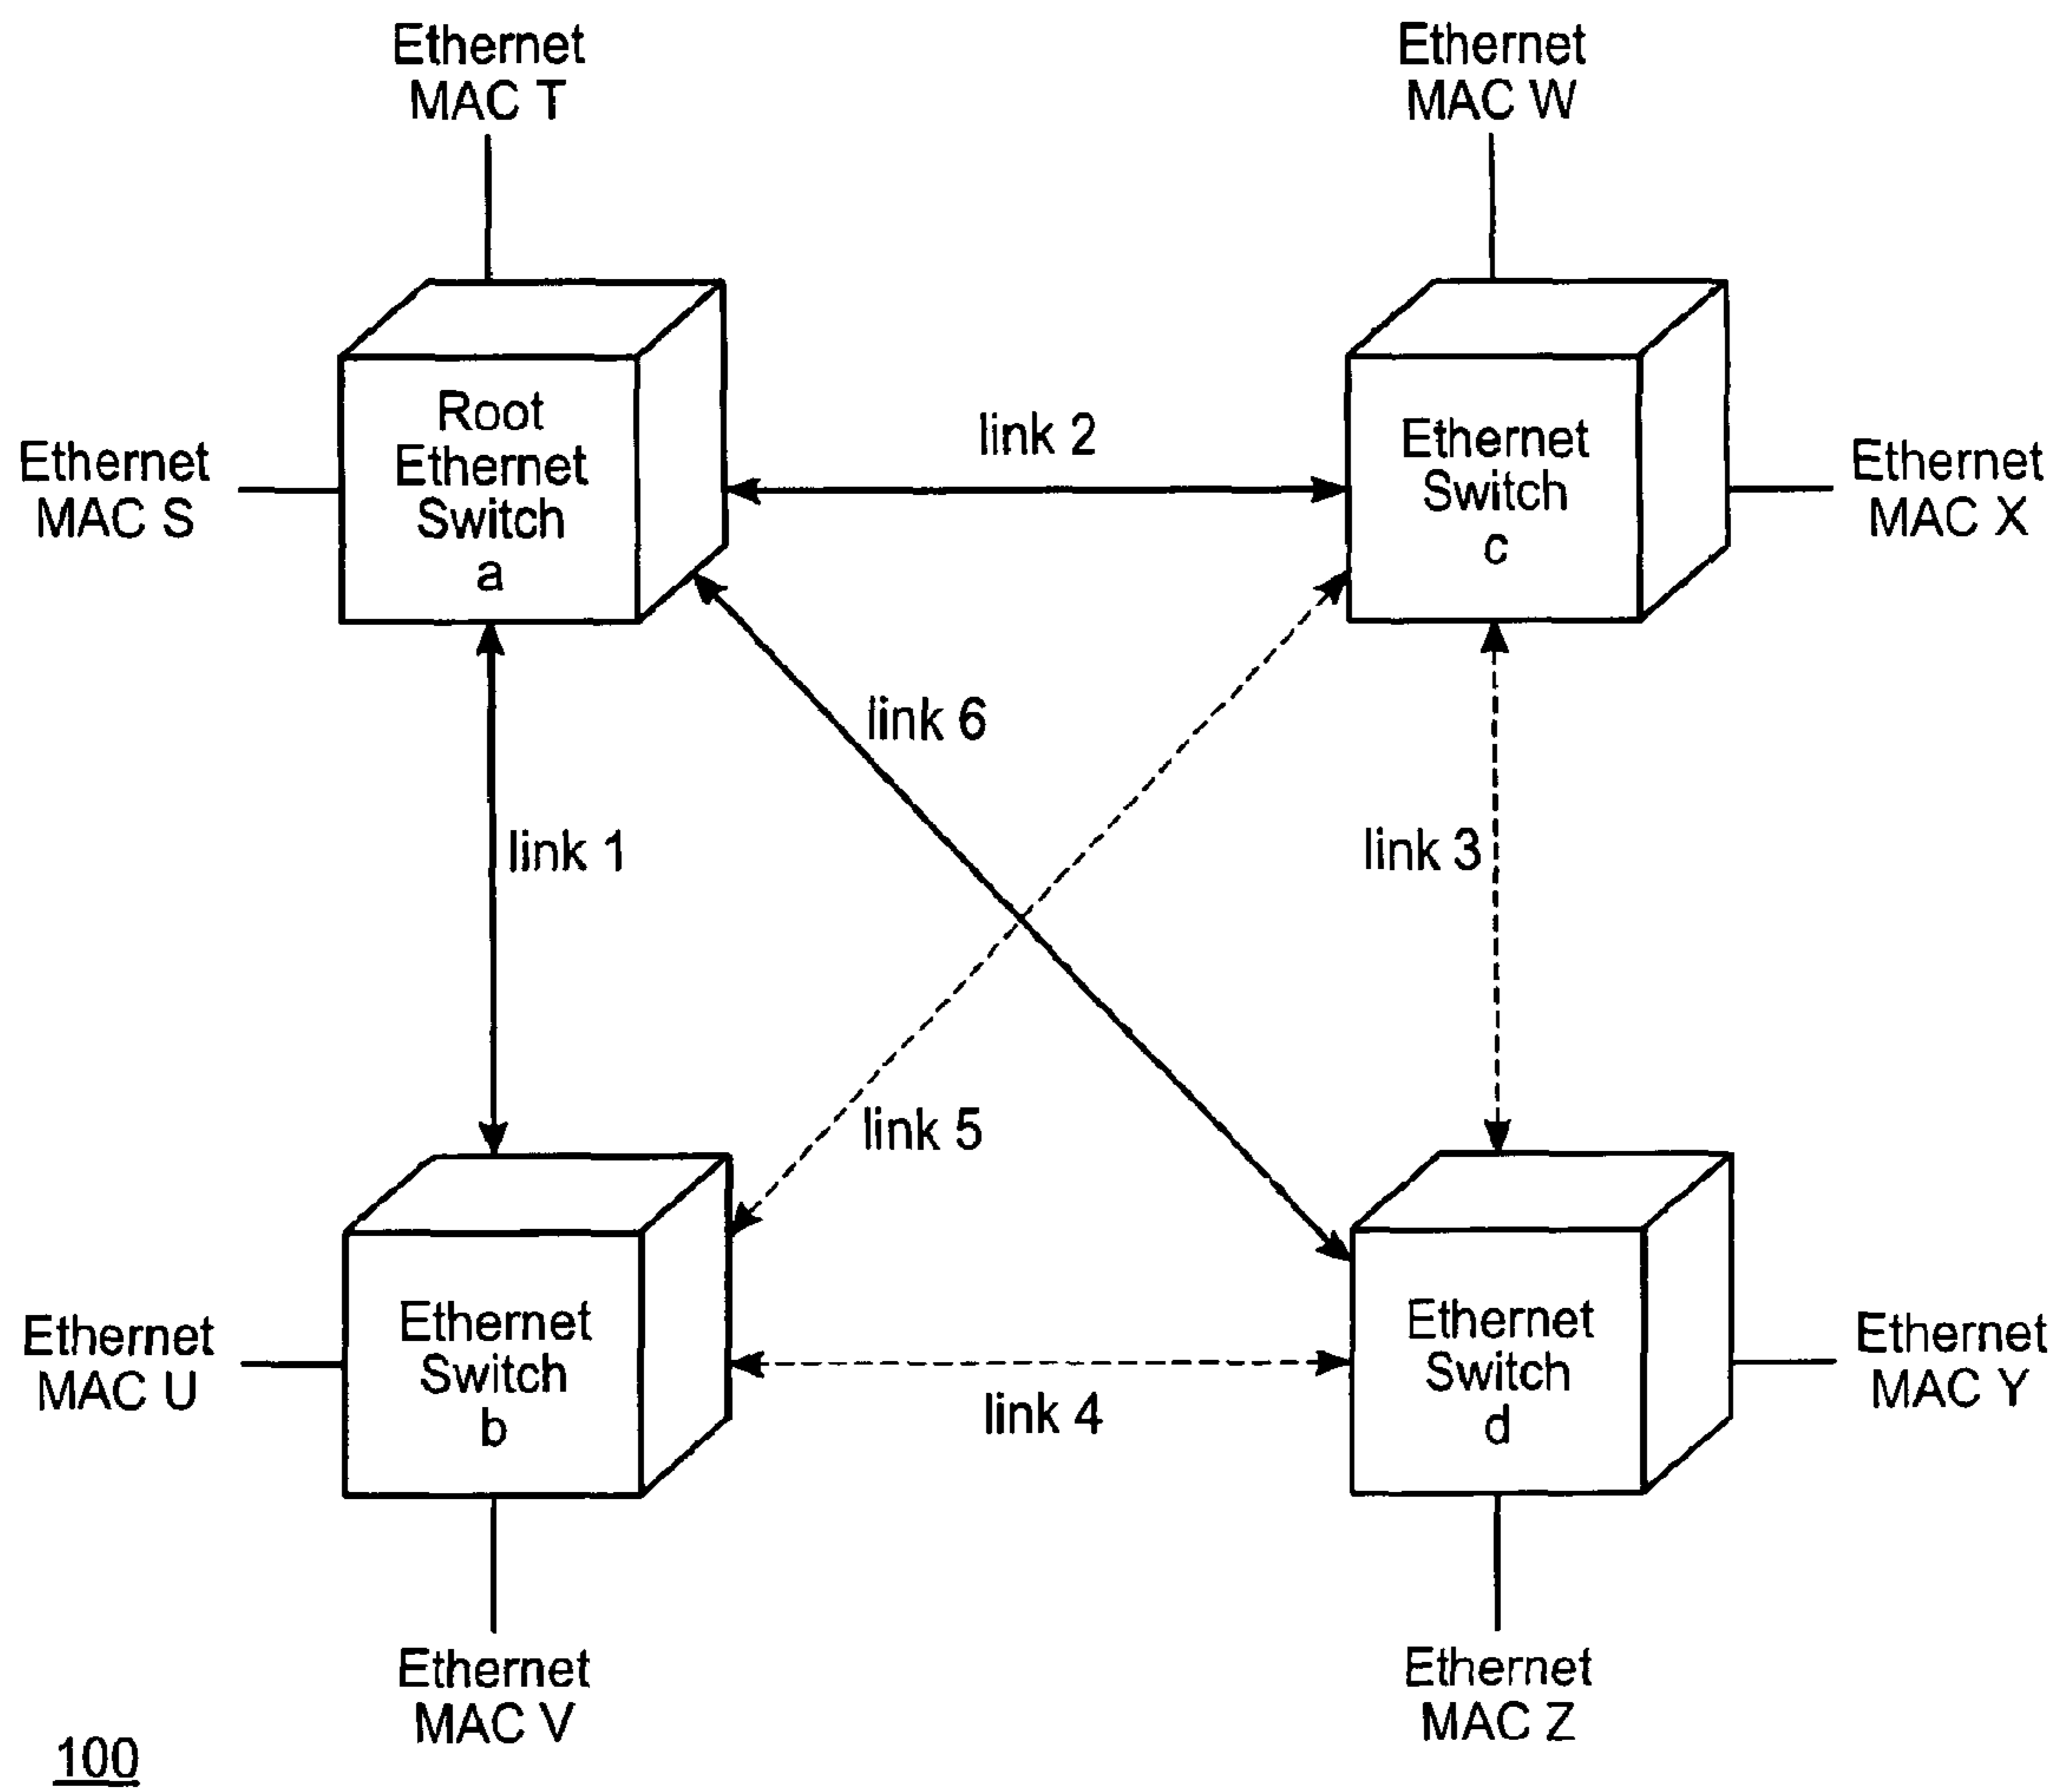 Ethernet
MAC T
Ethernet
MAC W
Root
Ethernet
Switch
a
Ethernet
MAC S
link 2
Ethernet
Switch
c
Ethernet
MAC X
link 6
link 1
link 3
link 5
Ethernet
MAC U
Ethernet
Switch
b
link 4
Ethernet
Switch
d
Ethernet
MAC Y
Ethernet
MAC V
Ethernet
MAC Z
100